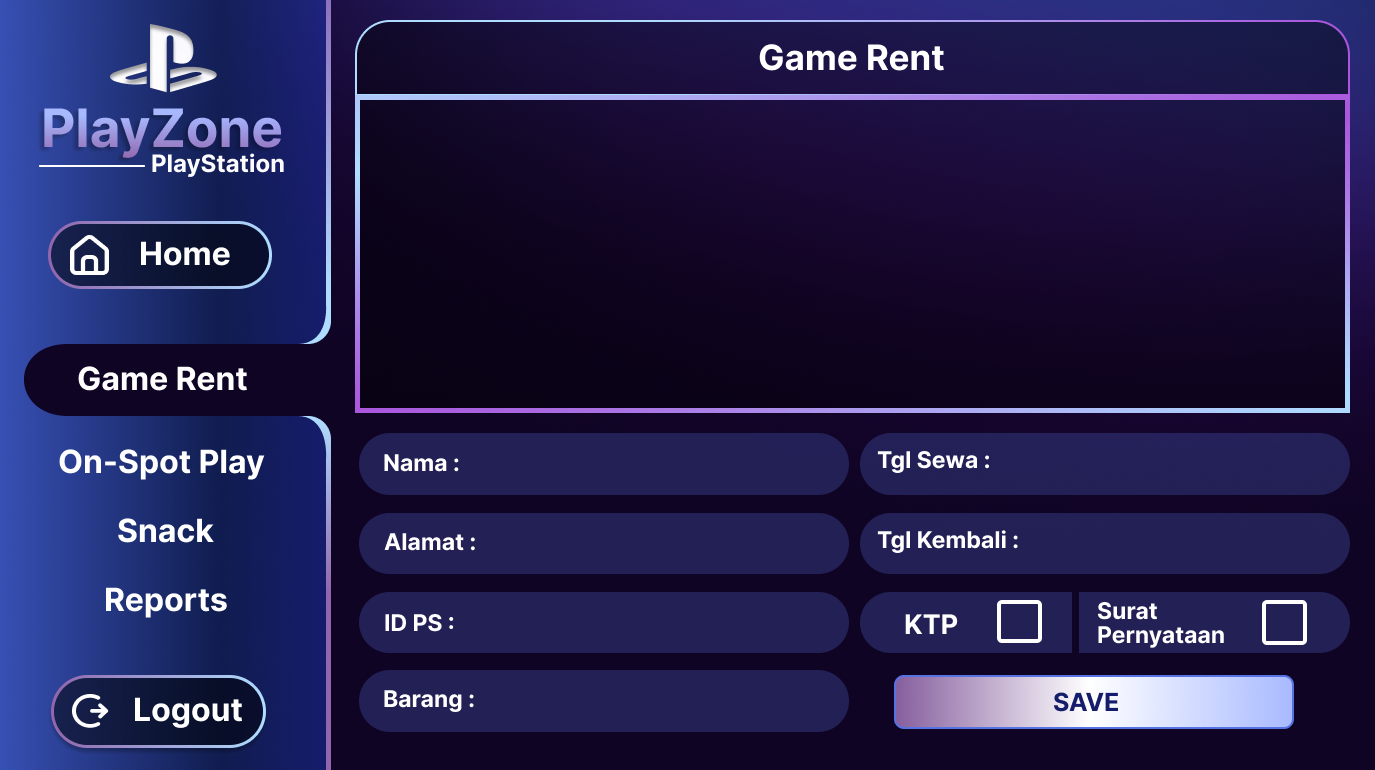 PlayZone
PlayStation
Home
Game Rent
On-Spot Play
Snack
Reports
Logout
Game Rent
Nama :
Tgl Sewa :
Alamat :
Tgl Kembali :
ID PS :
KTP
Surat
Pernyataan
Barang :
SAVE